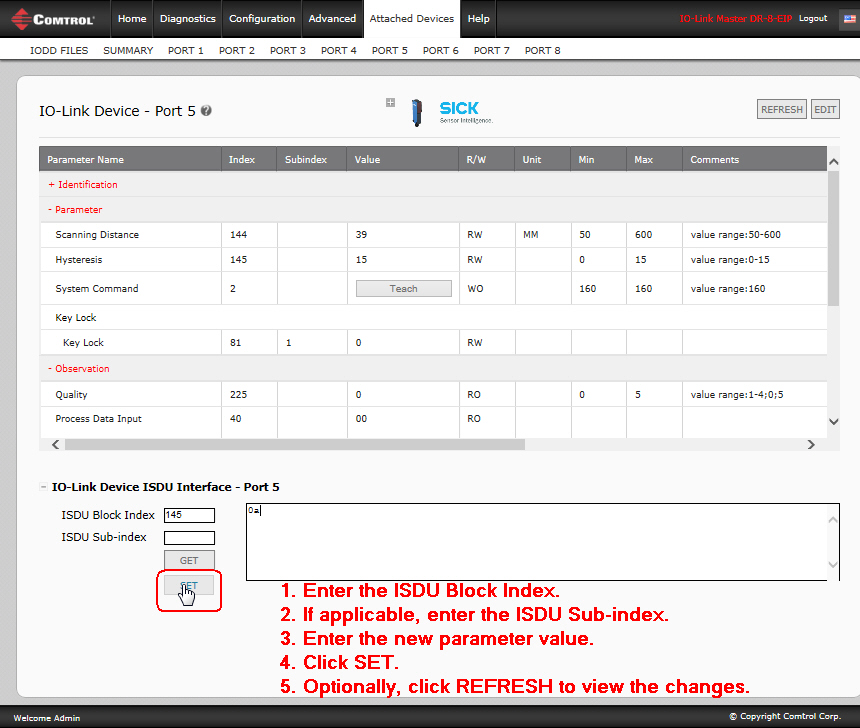 COMTROL Home Diagnostics Configuration Advanced Attached Devices Help IO-Link Master DR-8-EIP Logout
IODD FILES SUMMARY PORT 1 PORT 2 PORT 3 PORT 4 PORT 5 PORT 6 PORT 7 PORT 8
IO-Link Device - Port 5 ? SICK REFRESH EDIT
Sensor Intelligence.
Parameter Name Index Subindex Value R/W Unit Min Max Comments
+ Identification
- Parameter
Scanning Distance 144 39 RW MM 50 600 value range:50-600
Hysteresis 145 15 RW 0 15 value range:0-15
System Command 2 Teach WO 160 160 value range:160
Key Lock
Key Lock 81 1 0 RW
- Observation
Quality 225 0 RO 0 5 value range:1-4;0;5
Process Data Input 40 00 RO
- IO-Link Device ISDU Interface - Port 5
ISDU Block Index 145 0a
ISDU Sub-index
GET
SET
1. Enter the ISDU Block Index.
2. If applicable, enter the ISDU Sub-index.
3. Enter the new parameter value.
4. Click SET.
5. Optionally, click REFRESH to view the changes.
Welcome Admin © Copyright Comtrol Corp.